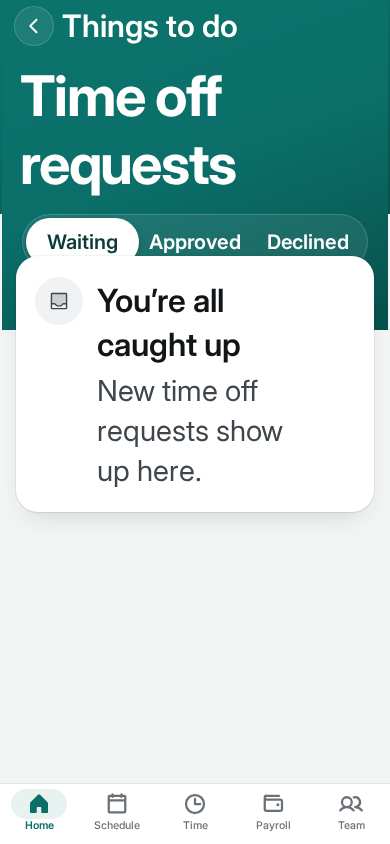 Things to do
Time off
requests
Waiting
Approved
Declined
You’re all
caught up
New time off
requests show
up here.
Home
Schedule
Time
Payroll
Team